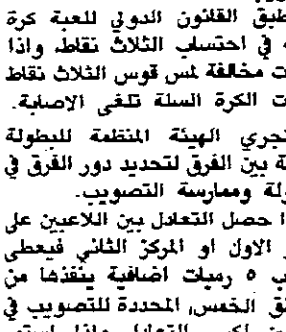 طبق القانون الدولي للعبة كرة
في احتساب الثلاث نقاط، واذا
ت مخالفة لمس قوس الثلاث نقاط
ت الكرة السلة تلغى الاصابة.
تجري الهيئة المنظمة للبطولة
ة بين الفرق لتحديد دور الفرق في
ولة وممارسة التصويب.
ا حصل التعادل بين اللاعبين على
الاول او المركز الثاني فيعطى
ب ٥ رميات اضافية ينفذها من
ق الخمس المحددة للتصويب في